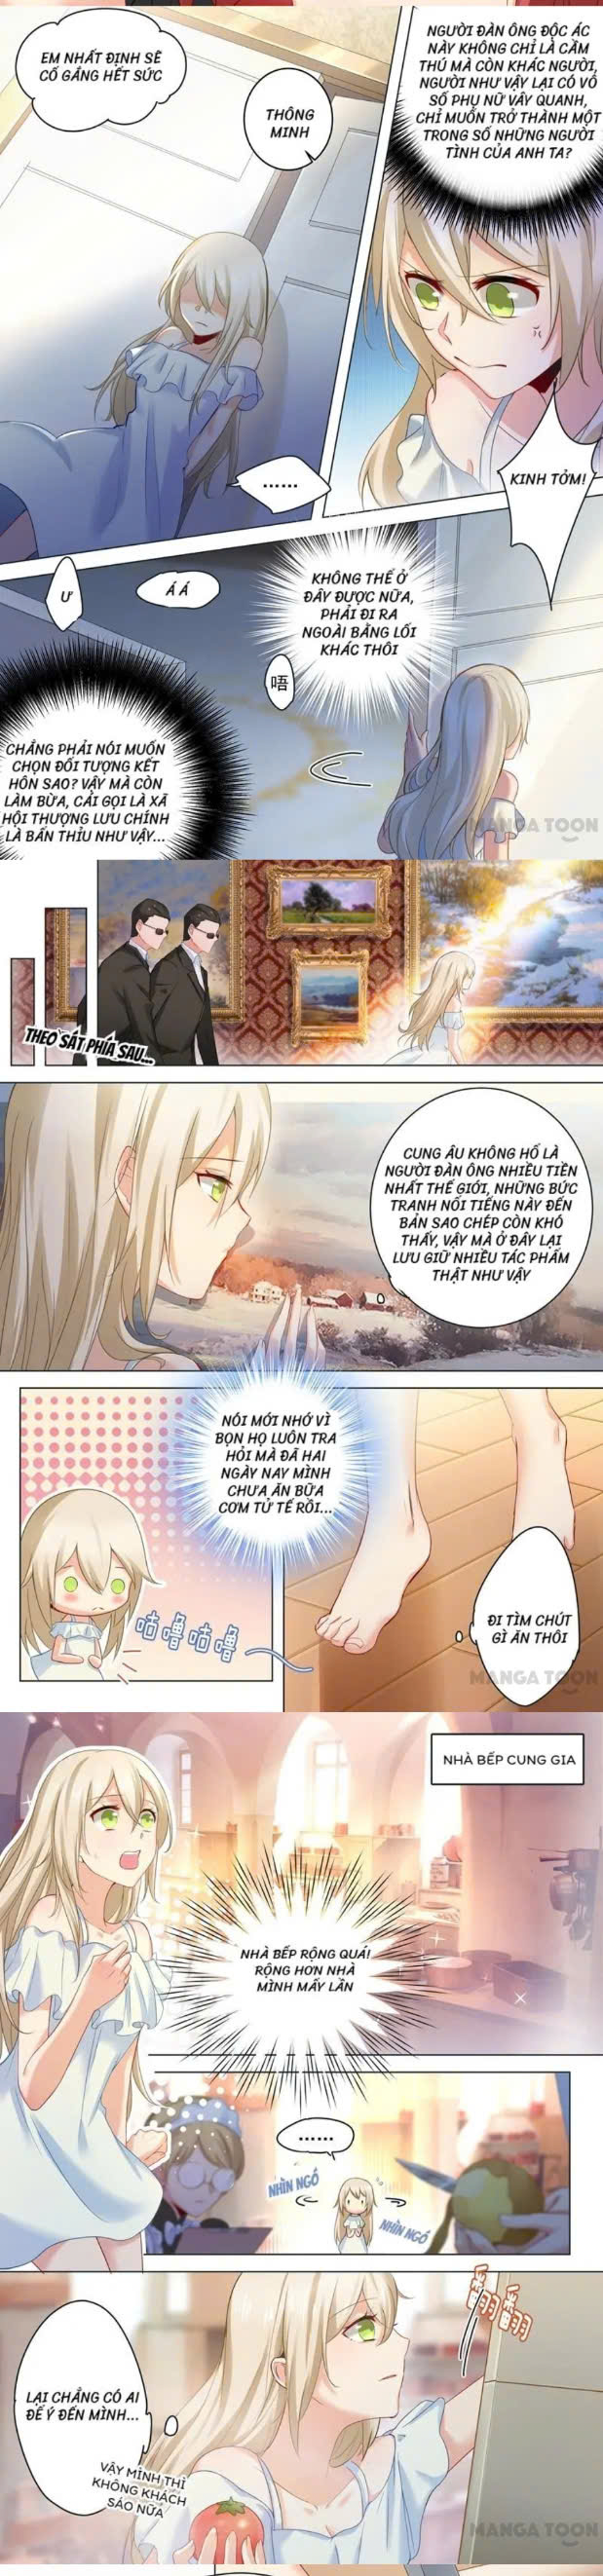 EM NHẤT ĐỊNH SẼ
CỐ GẮNG HẾT SỨC
THÔNG
MINH
NGƯỜI ĐÀN ÔNG ĐỘC ÁC
NÀY KHÔNG CHỈ LÀ CẦM
THÚ MÀ CÒN KHÁC NGƯỜI,
NGƯỜI NHƯ VẬY LẠI CÓ VÔ
SỐ PHỤ NỮ VÂY QUANH,
CHỈ MUỐN TRỞ THÀNH MỘT
TRONG SỐ NHỮNG NGƯỜI
TÌNH CỦA ANH TA?
......
KINH TỞM!
Ư
Á Á
KHÔNG THỂ Ở
ĐÂY ĐƯỢC NỮA,
PHẢI ĐI RA
NGOÀI BẰNG LỐI
KHÁC THÔI
唔
CHẲNG PHẢI NÓI MUỐN
CHỌN ĐỐI TƯỢNG KẾT
HÔN SAO? VẬY MÀ CÒN
LÀM BỪA, CÁI GỌI LÀ XÃ
HỘI THƯỢNG LƯU CHÍNH
LÀ BẨN THỈU NHƯ VẬY...
MANGA TOON
THEO SÁT PHÍA SAU...
CUNG ÂU KHÔNG HỔ LÀ
NGƯỜI ĐÀN ÔNG NHIỀU TIỀN
NHẤT THẾ GIỚI, NHỮNG BỨC
TRANH NỔI TIẾNG NÀY ĐẾN
BẢN SAO CHÉP CÒN KHÓ
THẤY, VẬY MÀ Ở ĐÂY LẠI
LƯU GIỮ NHIỀU TÁC PHẨM
THẬT NHƯ VẬY
NÓI MỚI NHỚ VÌ
BỌN HỌ LUÔN TRA
HỎI MÀ ĐÃ HAI
NGÀY NAY MÌNH
CHƯA ĂN BỮA
CƠM TỬ TẾ RỒI...
咕噜咕噜
ĐI TÌM CHÚT
GÌ ĂN THÔI
MANGA TOON
NHÀ BẾP CUNG GIA
NHÀ BẾP RỘNG QUÁ!
RỘNG HƠN NHÀ
MÌNH MẤY LẦN
......
NHÌN NGÓ
NHÌN NGÓ
LẠI CHẲNG CÓ AI
ĐỂ Ý ĐẾN MÌNH...
VẬY MÌNH THÌ
KHÔNG KHÁCH
SÁO NỮA
MANGA TOON